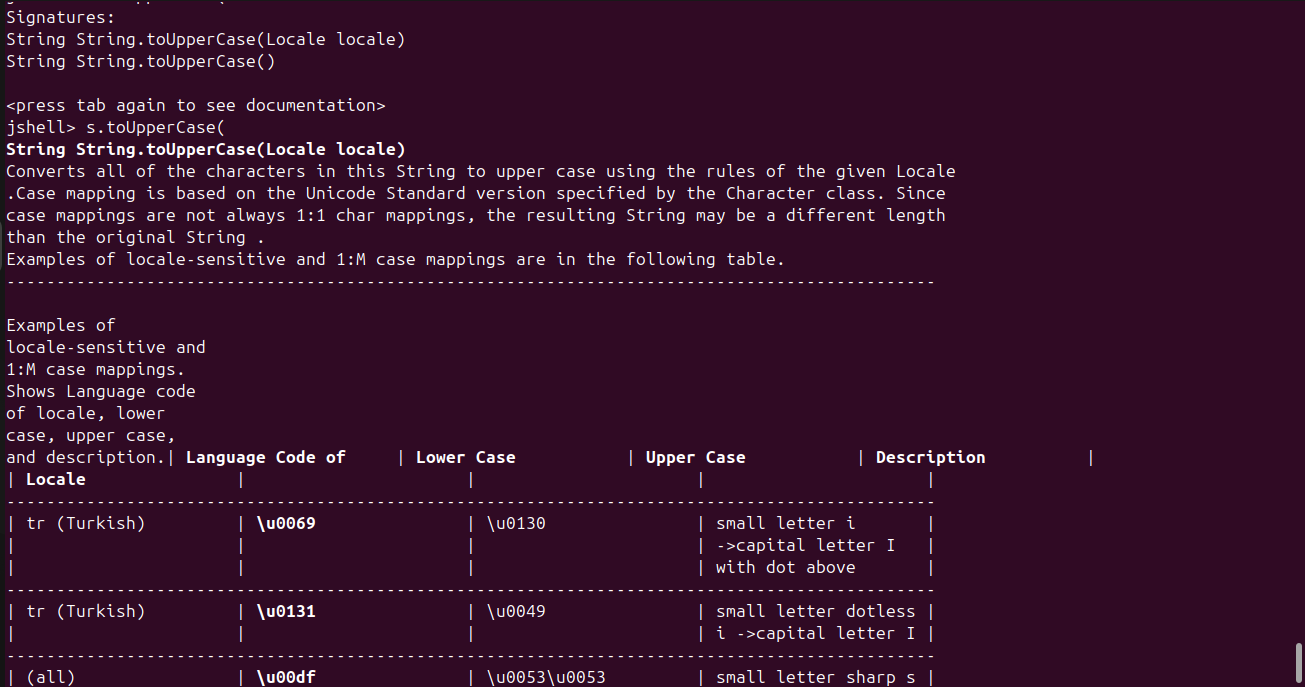 Signatures:
String String.toUpperCase(Locale locale)
String String.toUpperCase()
<press tab again to see documentation>
jshell> s.toUpperCase(
String String.toUpperCase(Locale locale)
Converts all of the characters in this String to upper case using the rules of the given Locale
.Case mapping is based on the Unicode Standard version specified by the Character class. Since
case mappings are not always 1:1 char mappings, the resulting String may be a different length
than the original String .
Examples of locale-sensitive and 1:M case mappings are in the following table.
---------------------------------------------------------------------------------------------
Examples of
locale-sensitive and
1:M case mappings.
Shows Language code
of locale, lower
case, upper case,
and description.| Language Code of     | Lower Case           | Upper Case           | Description          |
| Locale               |                      |                      |                      |
---------------------------------------------------------------------------------------------
| tr (Turkish)         | \u0069               | \u0130               | small letter i       |
|                      |                      |                      | ->capital letter I   |
|                      |                      |                      | with dot above       |
---------------------------------------------------------------------------------------------
| tr (Turkish)         | \u0131               | \u0049               | small letter dotless |
|                      |                      |                      | i ->capital letter I |
---------------------------------------------------------------------------------------------
| (all)                | \u00df               | \u0053\u0053         | small letter sharp s |